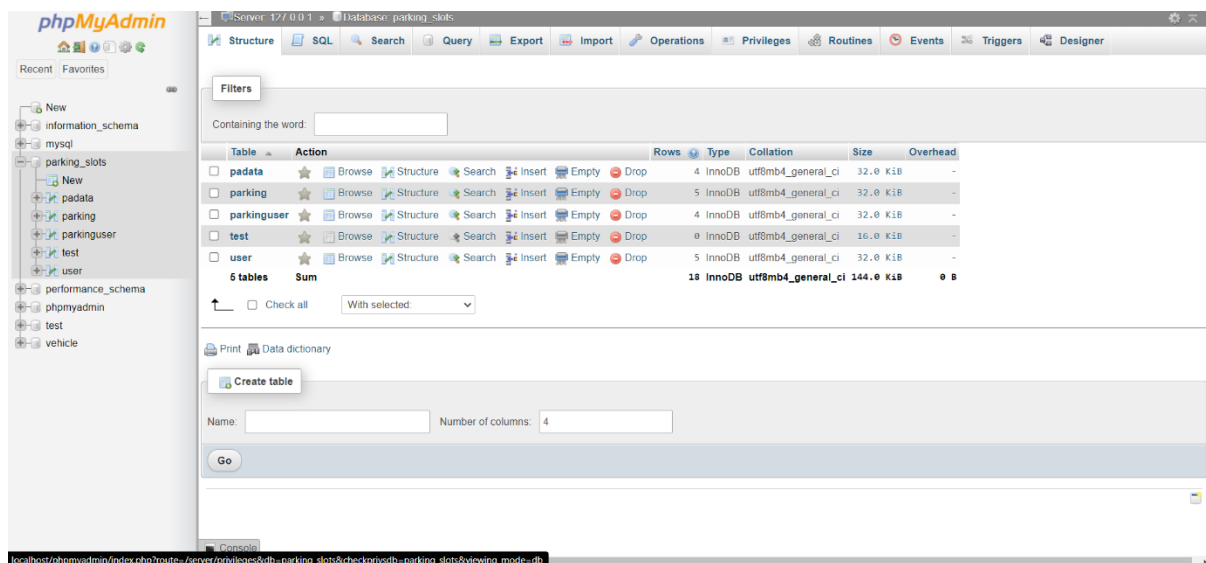 phpMyAdmin
Recent Favorites
New
information_schema
mysql
parking_slots
New
padata
parking
parkinguser
test
user
performance_schema
phpmyadmin
test
vehicle
Server: 127.0.0.1 » Database: parking_slots
Structure SQL Search Query Export Import Operations Privileges Routines Events Triggers Designer
Filters
Containing the word:
Table Action Rows Type Collation Size Overhead
padata Browse Structure Search Insert Empty Drop 4 InnoDB utf8mb4_general_ci 32.0 KiB -
parking Browse Structure Search Insert Empty Drop 5 InnoDB utf8mb4_general_ci 32.0 KiB -
parkinguser Browse Structure Search Insert Empty Drop 4 InnoDB utf8mb4_general_ci 32.0 KiB -
test Browse Structure Search Insert Empty Drop 0 InnoDB utf8mb4_general_ci 16.0 KiB -
user Browse Structure Search Insert Empty Drop 5 InnoDB utf8mb4_general_ci 32.0 KiB -
5 tables Sum 18 InnoDB utf8mb4_general_ci 144.0 KiB 0 B
Check all With selected:
Print Data dictionary
Create table
Name: Number of columns: 4
Go
Console
localhost/phpmyadmin/index.php?route=/server/privileges&db=parking_slots&checkprivsdb=parking_slots&viewing_mode=db